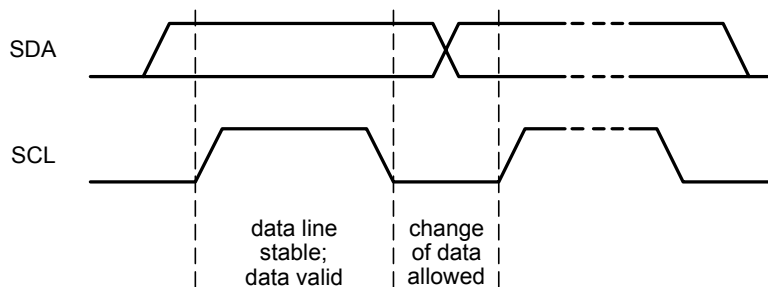 SDA
SCL
data line
stable;
data valid
change
of data
allowed